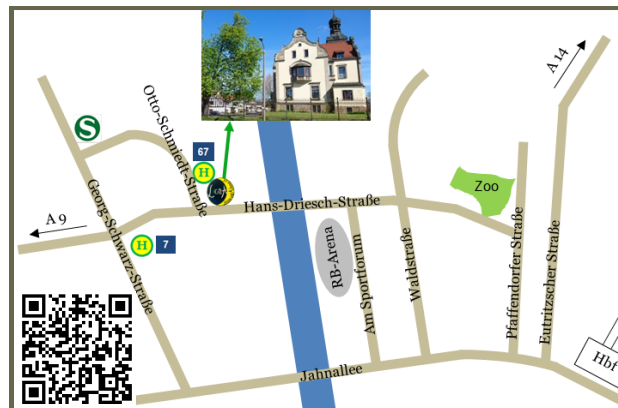 A 14
Otto-Schmiedt-Straße
S
67
H
Zoo
Hans-Driesch-Straße
Georg-Schwarz-Straße
A 9
H
7
RB-Arena
Am Sportforum
Waldstraße
Pfaffendorfer Straße
Eutritzscher Straße
Hbf
Jahnallee